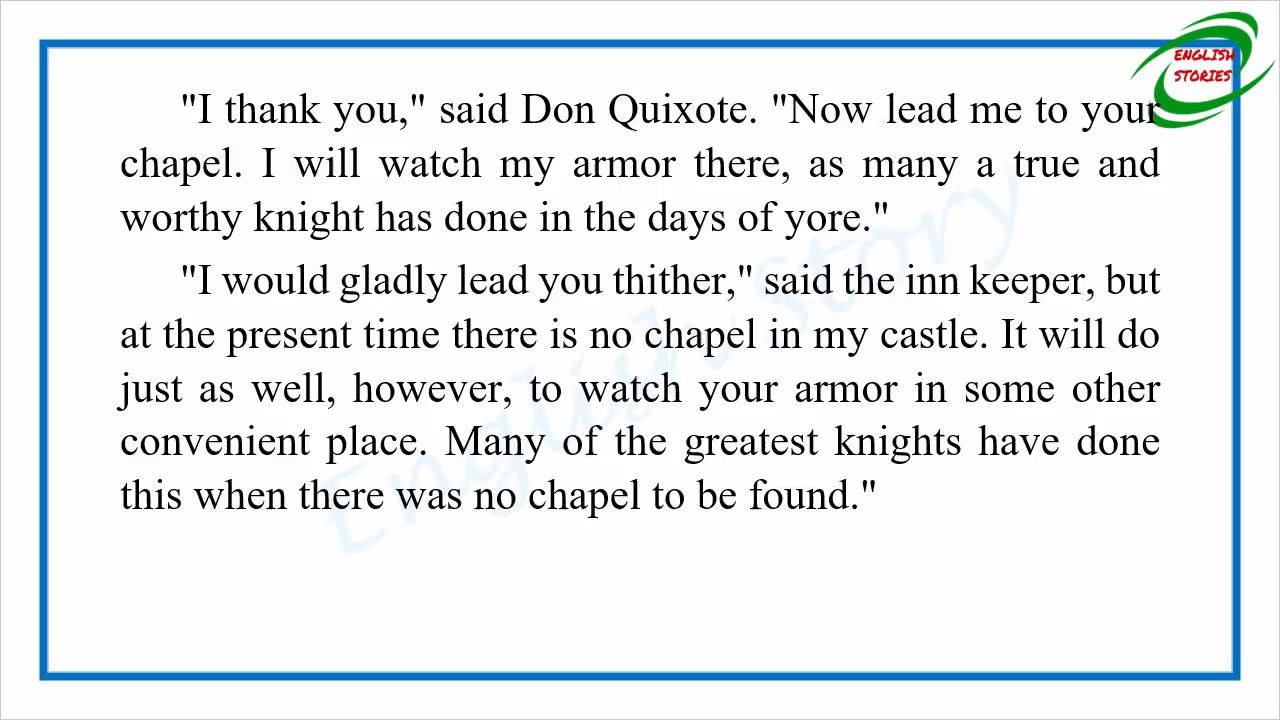 ENGLISH
STORIES
"I thank you," said Don Quixote. "Now lead me to your
chapel. I will watch my armor there, as many a true and
worthy knight has done in the days of yore."
"I would gladly lead you thither," said the inn keeper, but
at the present time there is no chapel in my castle. It will do
just as well, however, to watch your armor in some other
convenient place. Many of the greatest knights have done
this when there was no chapel to be found."
English Story